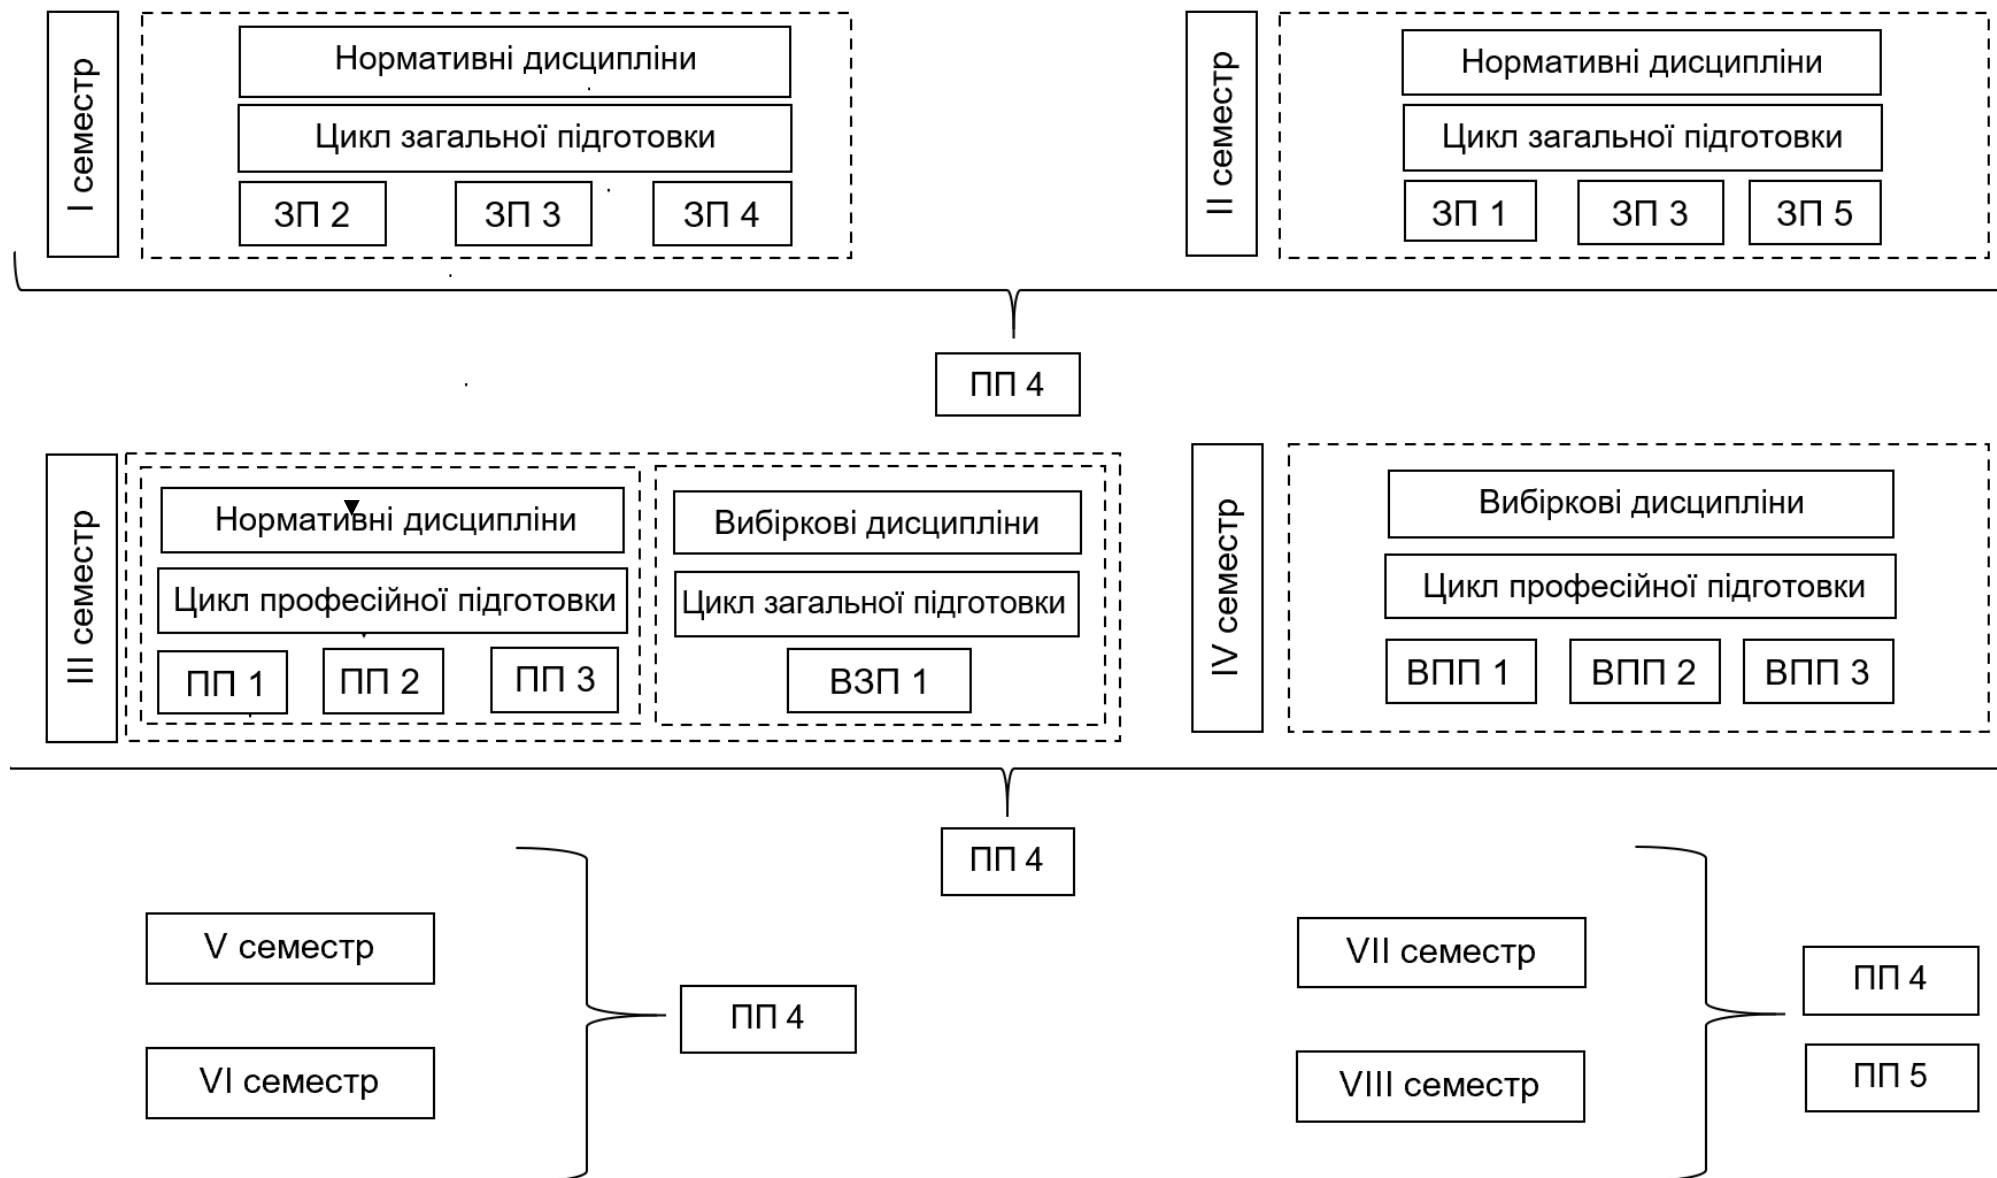 I семестр
Нормативні дисципліни
Цикл загальної підготовки
ЗП 2
ЗП 3
ЗП 4
II семестр
Нормативні дисципліни
Цикл загальної підготовки
ЗП 1
ЗП 3
ЗП 5
ПП 4
III семестр
Нормативні дисципліни
Цикл професійної підготовки
ПП 1
ПП 2
ПП 3
Вибіркові дисципліни
Цикл загальної підготовки
ВЗП 1
IV семестр
Вибіркові дисципліни
Цикл професійної підготовки
ВПП 1
ВПП 2
ВПП 3
ПП 4
V семестр
VI семестр
ПП 4
VII семестр
VIII семестр
ПП 4
ПП 5